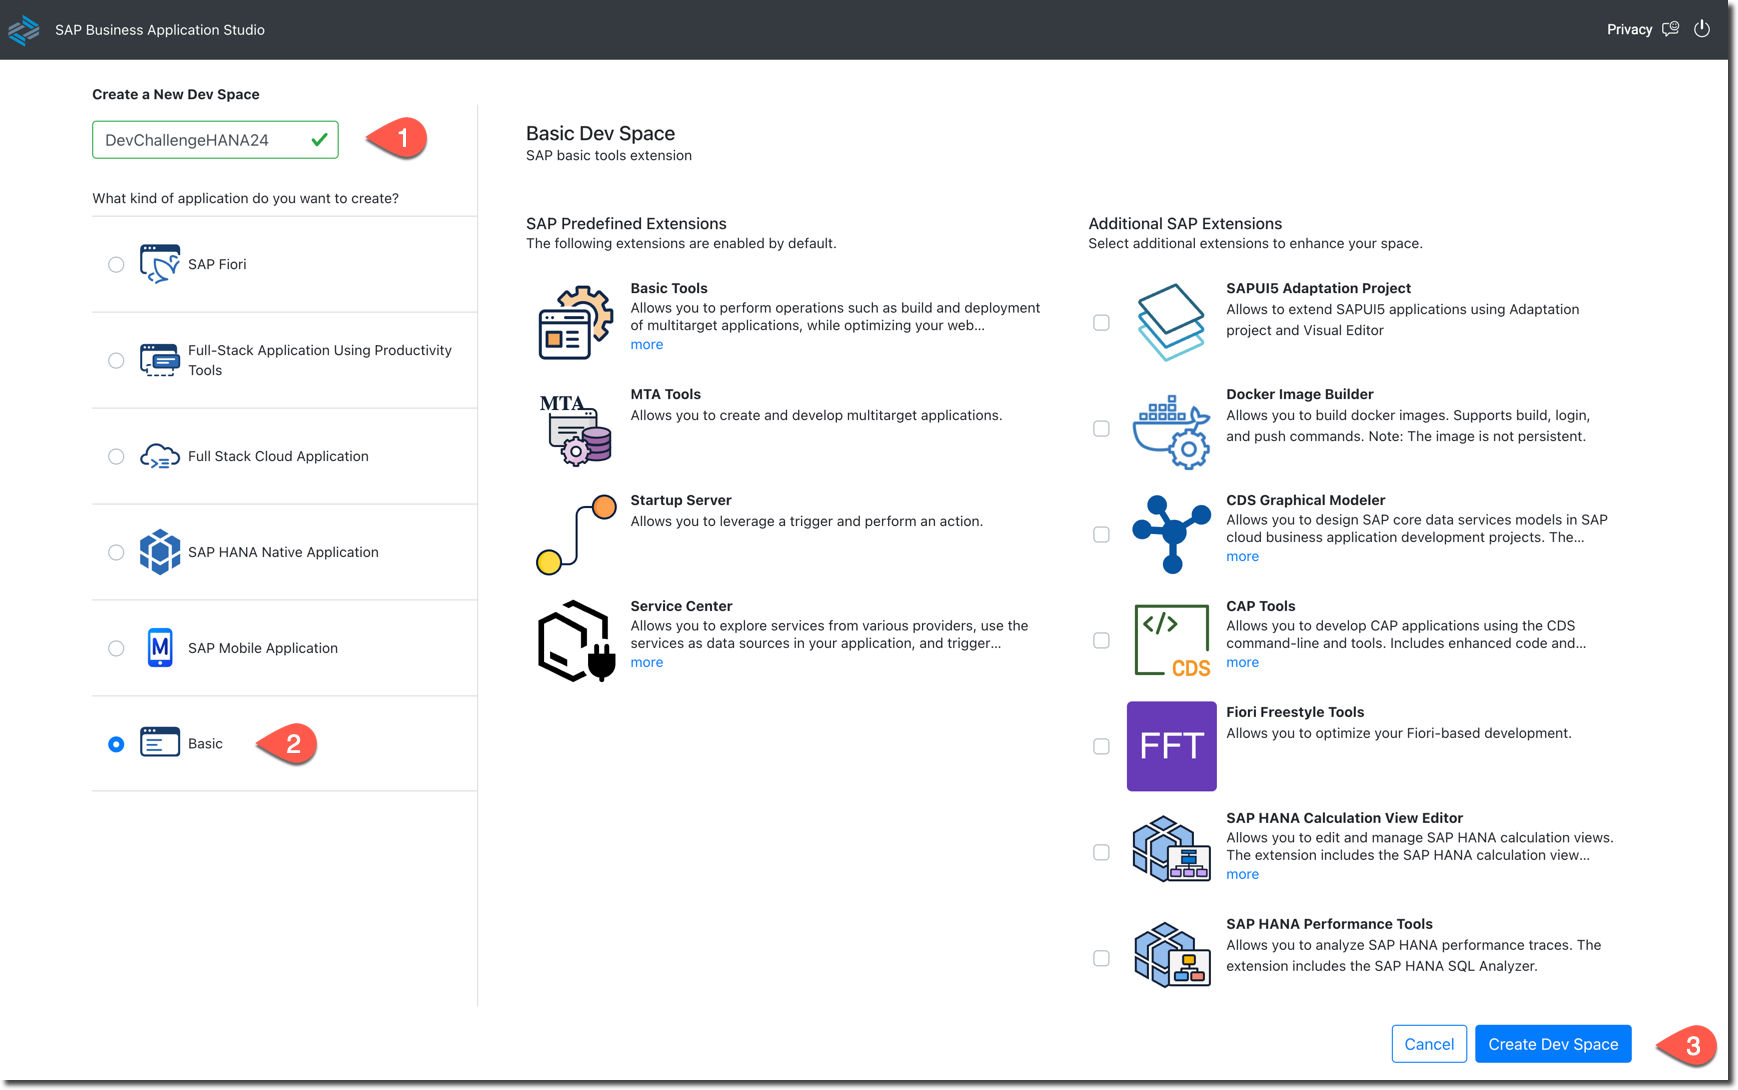 SAP Business Application Studio
Privacy
Create a New Dev Space
DevChallengeHANA24
1
What kind of application do you want to create?
SAP Fiori
Full-Stack Application Using Productivity
Tools
Full Stack Cloud Application
SAP HANA Native Application
M
SAP Mobile Application
Basic
2
Basic Dev Space
SAP basic tools extension
SAP Predefined Extensions
The following extensions are enabled by default.
Basic Tools
Allows you to perform operations such as build and deployment
of multitarget applications, while optimizing your web...
more
MTA
MTA Tools
Allows you to create and develop multitarget applications.
Startup Server
Allows you to leverage a trigger and perform an action.
Service Center
Allows you to explore services from various providers, use the
services as data sources in your application, and trigger...
more
Additional SAP Extensions
Select additional extensions to enhance your space.
SAPUI5 Adaptation Project
Allows to extend SAPUI5 applications using Adaptation
project and Visual Editor
Docker Image Builder
Allows you to build docker images. Supports build, login,
and push commands. Note: The image is not persistent.
CDS Graphical Modeler
Allows you to design SAP core data services models in SAP
cloud business application development projects. The...
more
</>
CDS
CAP Tools
Allows you to develop CAP applications using the CDS
command-line and tools. Includes enhanced code and...
more
FFT
Fiori Freestyle Tools
Allows you to optimize your Fiori-based development.
SAP HANA Calculation View Editor
Allows you to edit and manage SAP HANA calculation views.
The extension includes the SAP HANA calculation view...
more
SAP HANA Performance Tools
Allows you to analyze SAP HANA performance traces. The
extension includes the SAP HANA SQL Analyzer.
Cancel
Create Dev Space
3